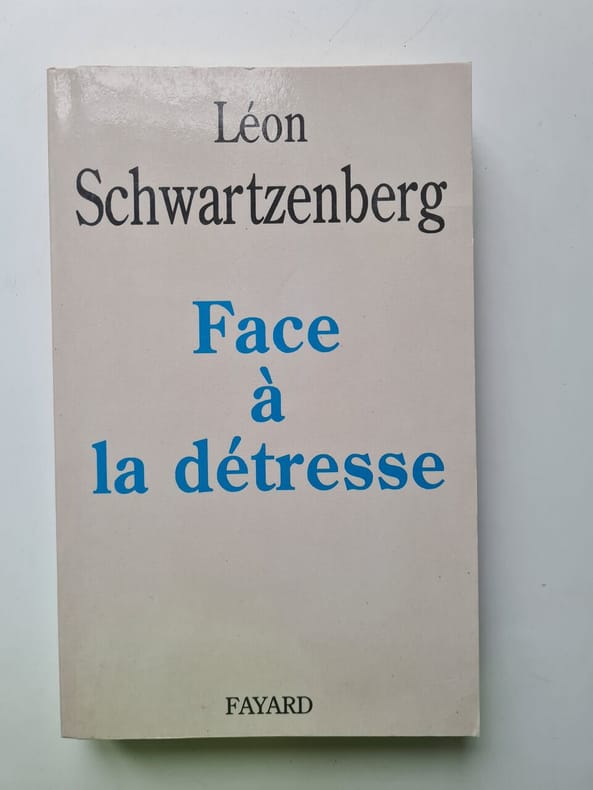 Léon
Schwartzenberg
Face
à
la détresse
FAYARD